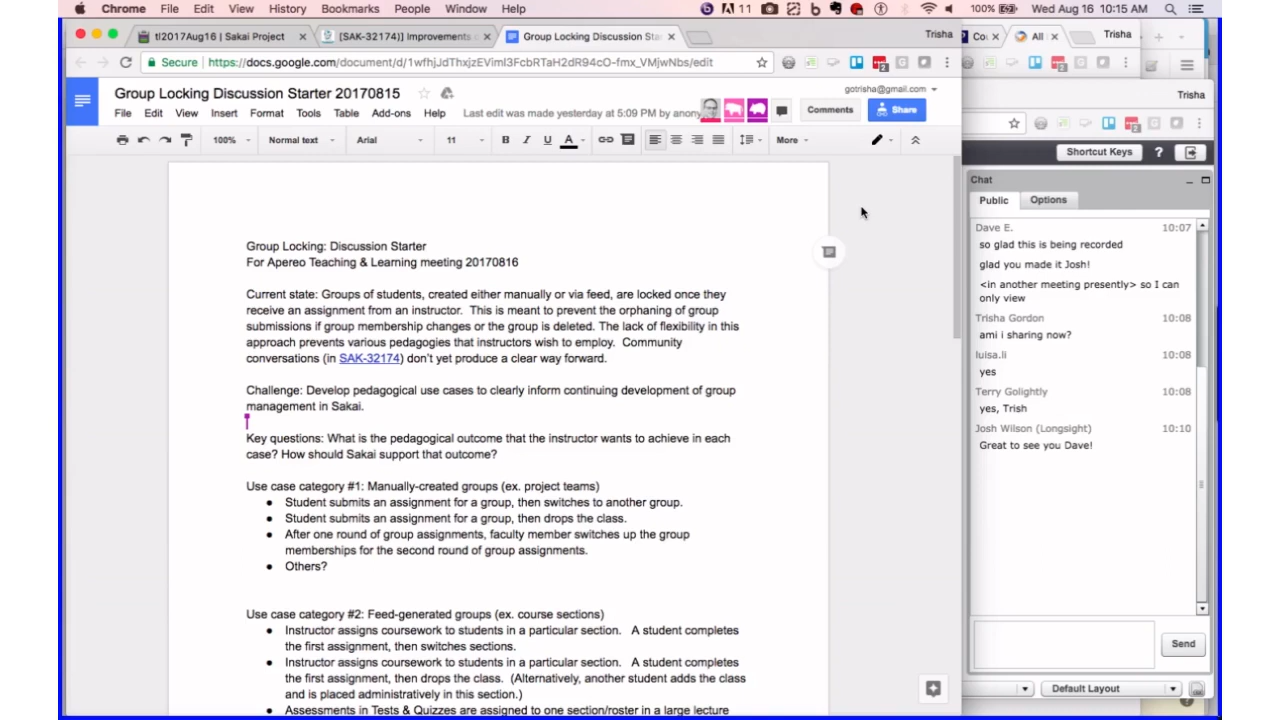 Chrome File Edit View History Bookmarks People Window Help 11 100% Wed Aug 16 10:15 AM
tl2017Aug16 | Sakai Project
[SAK-32174)] Improvements
Group Locking Discussion Star
Trisha
Co
All
Trisha
Secure https://docs.google.com/document/d/1wfhjJdThxjzEVimI3FcbRTaH2dR94cO-fmx_VMjwNbs/edit
Trisha
Group Locking Discussion Starter 20170815
gotrisha@gmail.com
File Edit View Insert Format Tools Table Add-ons Help Last edit was made yesterday at 5:09 PM by anony
Comments Share
100% Normal text Arial 11 B I U A More
Shortcut Keys ?
Group Locking: Discussion Starter
For Apereo Teaching & Learning meeting 20170816
Current state: Groups of students, created either manually or via feed, are locked once they
receive an assignment from an instructor. This is meant to prevent the orphaning of group
submissions if group membership changes or the group is deleted. The lack of flexibility in this
approach prevents various pedagogies that instructors wish to employ. Community
conversations (in SAK-32174) don't yet produce a clear way forward.
Challenge: Develop pedagogical use cases to clearly inform continuing development of group
management in Sakai.
Key questions: What is the pedagogical outcome that the instructor wants to achieve in each
case? How should Sakai support that outcome?
Use case category #1: Manually-created groups (ex. project teams)
● Student submits an assignment for a group, then switches to another group.
● Student submits an assignment for a group, then drops the class.
● After one round of group assignments, faculty member switches up the group
memberships for the second round of group assignments.
● Others?
Use case category #2: Feed-generated groups (ex. course sections)
● Instructor assigns coursework to students in a particular section. A student completes
the first assignment, then switches sections.
● Instructor assigns coursework to students in a particular section. A student completes
the first assignment, then drops the class. (Alternatively, another student adds the class
and is placed administratively in this section.)
● Assessments in Tests & Quizzes are assigned to one section/roster in a large lecture
Chat
Public Options
Dave E. 10:07
so glad this is being recorded
glad you made it Josh!
<in another meeting presently> so I can
only view
Trisha Gordon 10:08
ami i sharing now?
luisa.li 10:08
yes
Terry Golightly 10:08
yes, Trish
Josh Wilson (Longsight) 10:10
Great to see you Dave!
Send
Default Layout